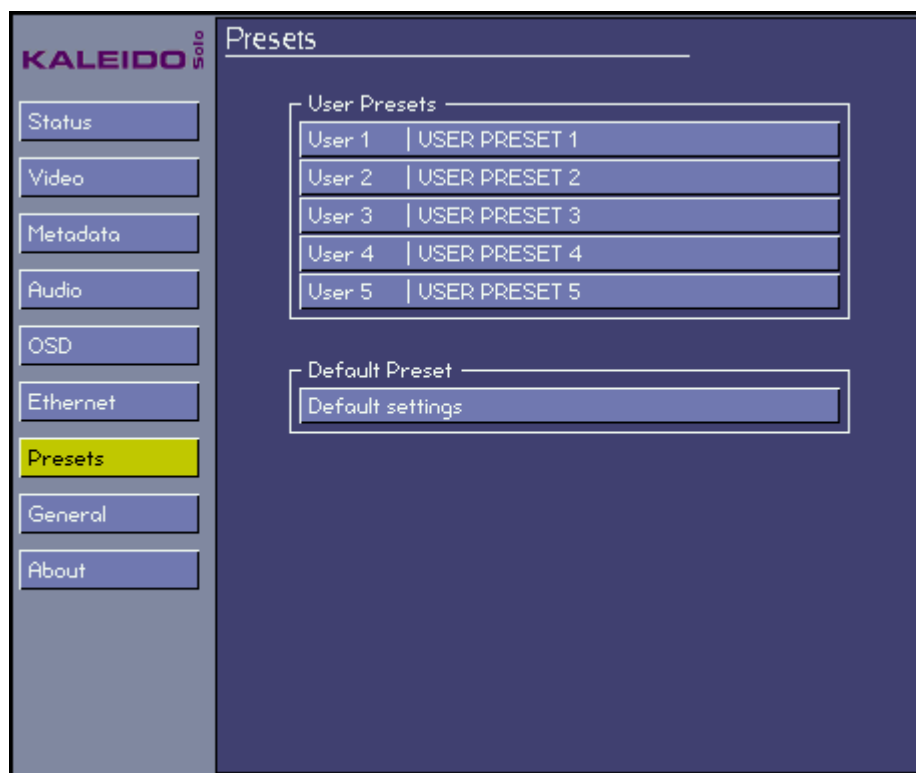 KALEIDO Solo
Status
Video
Metadata
Audio
OSD
Ethernet
Presets
General
About
Presets
User Presets
User 1 | USER PRESET 1
User 2 | USER PRESET 2
User 3 | USER PRESET 3
User 4 | USER PRESET 4
User 5 | USER PRESET 5
Default Preset
Default settings